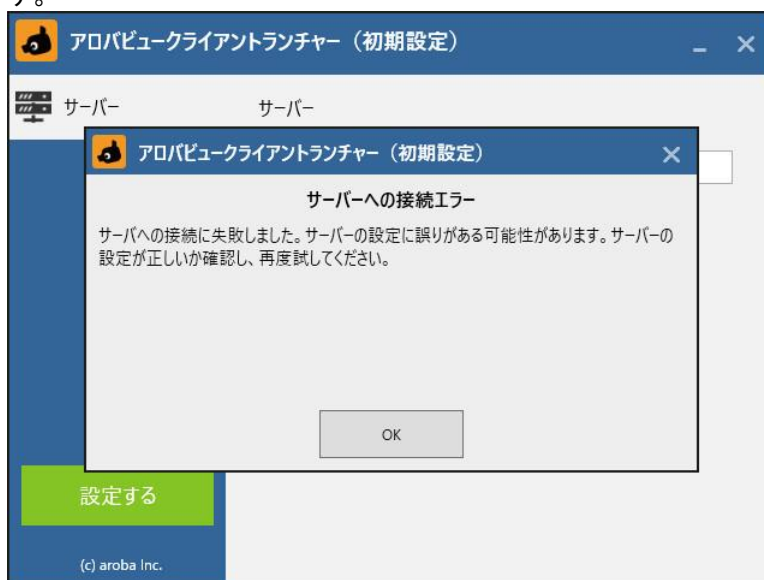 す。
アロバビュークライアントランチャー（初期設定）
サーバー
サーバー
アロバビュークライアントランチャー（初期設定）
サーバーへの接続エラー
サーバへの接続に失敗しました。サーバーの設定に誤りがある可能性があります。サーバーの
設定が正しいか確認し、再度試してください。
OK
設定する
(c) aroba Inc.